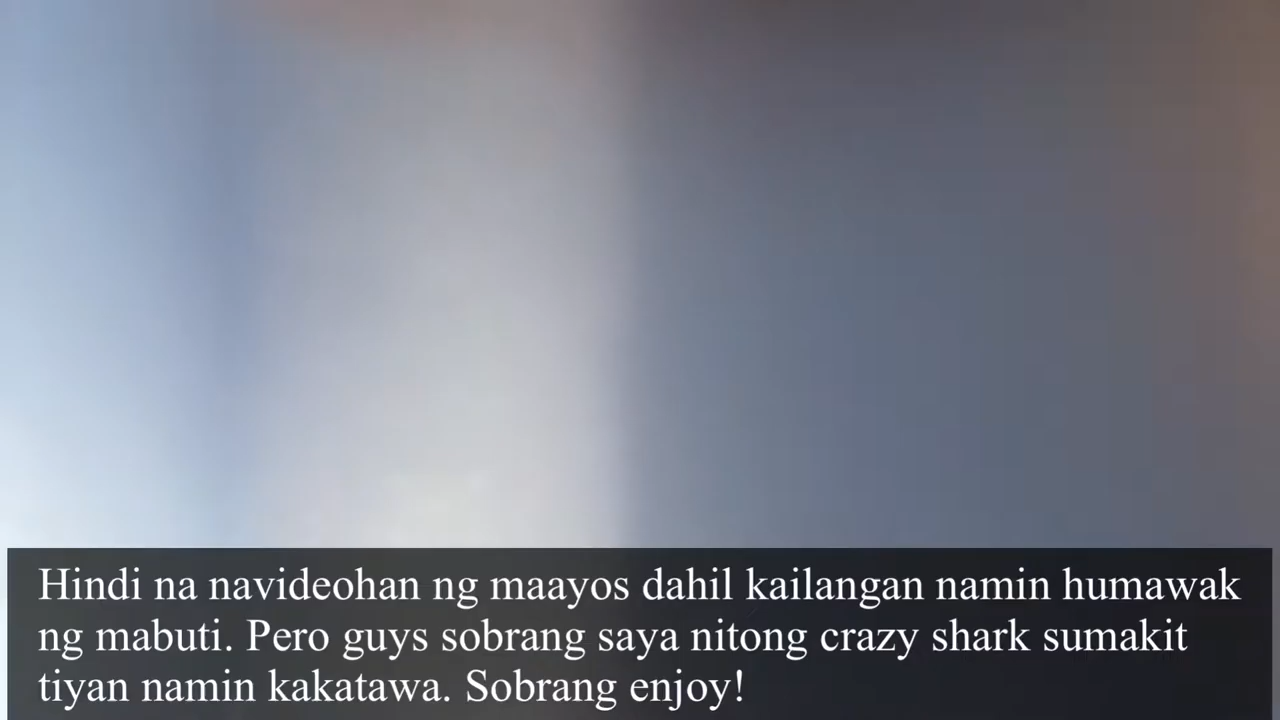 Hindi na navideohan ng maayos dahil kailangan namin humawak
ng mabuti. Pero guys sobrang saya nitong crazy shark sumakit
tiyan namin kakatawa. Sobrang enjoy!